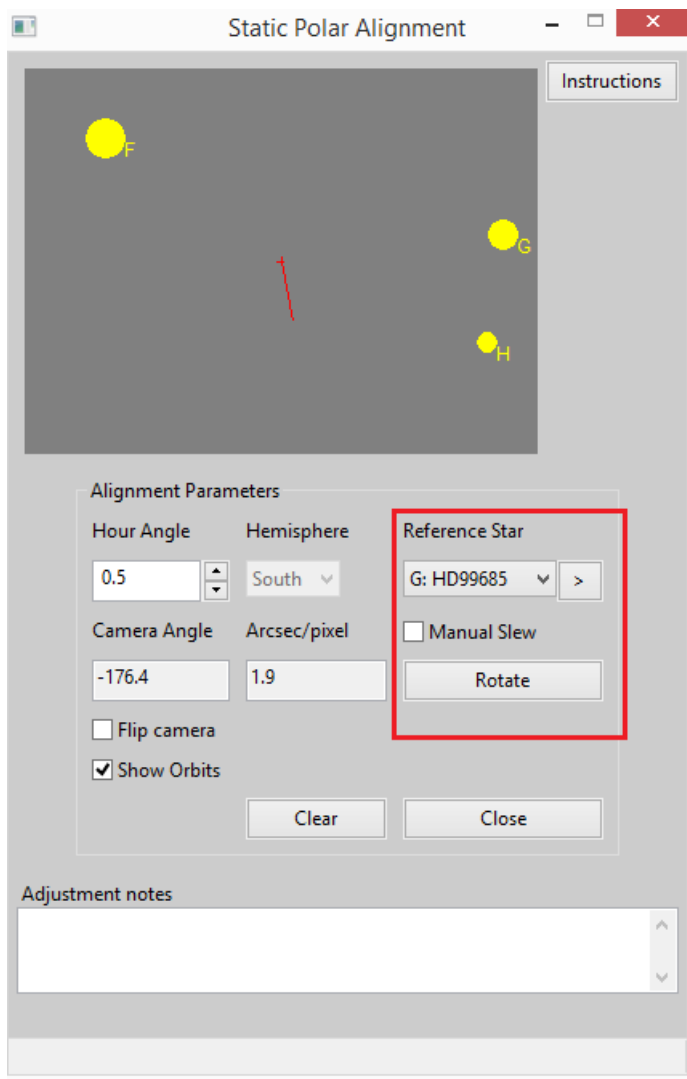 Static Polar Alignment
Instructions
F
G
H
Alignment Parameters
Hour Angle Hemisphere Reference Star
0.5 South G: HD99685 >
Camera Angle Arcsec/pixel Manual Slew
-176.4 1.9 Rotate
Flip camera
Show Orbits
Clear Close
Adjustment notes